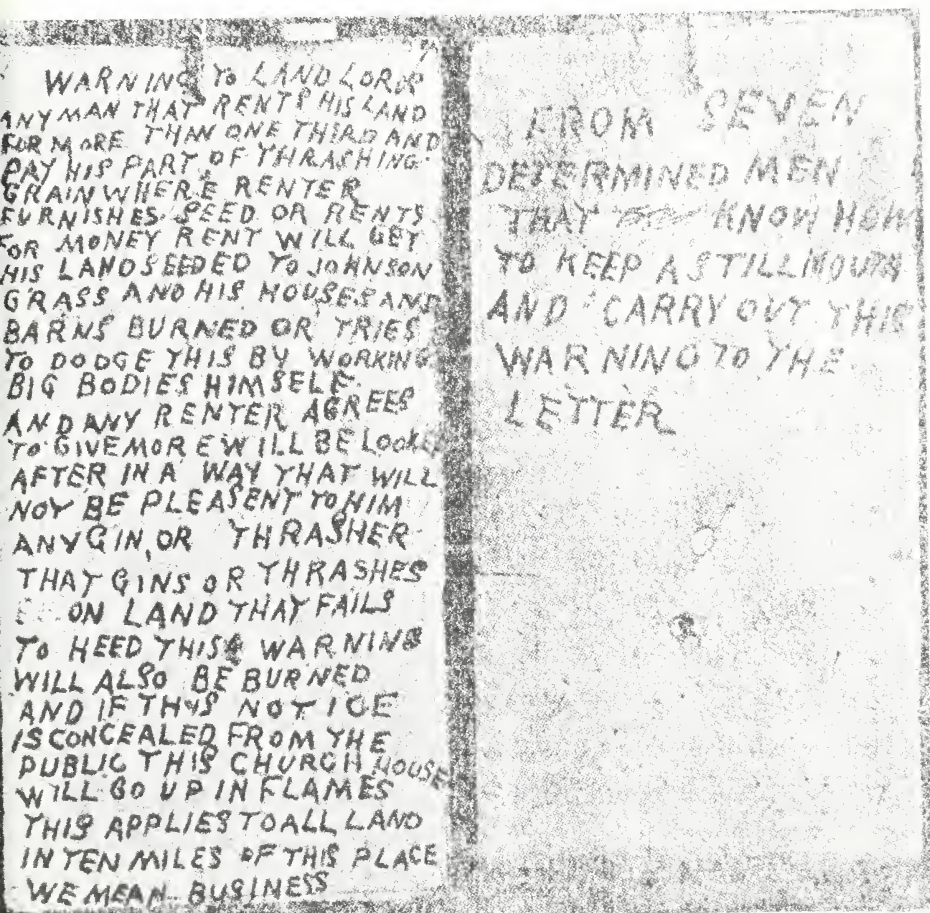 WARNING TO LAND LORDS
ANY MAN THAT RENTS HIS LAND
FOR MORE THAN ONE THIRD AND
PAY HIS PART OF THRASHING
GRAIN WHERE RENTER
FURNISHES SEED OR RENTS
FOR MONEY RENT WILL GET
HIS LAND SEEDED TO JOHNSON
GRASS AND HIS HOUSES AND
BARNS BURNED OR TRIES
TO DODGE THIS BY WORKING
BIG BODIES HIMSELF.
AND ANY RENTER AGREES
TO GIVE MORE WILL BE LOOKED
AFTER IN A WAY THAT WILL
NOT BE PLEASENT TO HIM
ANY GIN, OR THRASHER
THAT GINS OR THRASHES
ON LAND THAT FAILS
TO HEED THIS WARNING
WILL ALSO BE BURNED
AND IF THIS NOTICE
IS CONCEALED FROM THE
PUBLIC THIS CHURCH HOUSE
WILL GO UP IN FLAMES
THIS APPLIES TO ALL LAND
IN TEN MILES OF THIS PLACE
WE MEAN BUSINESS
FROM SEVEN
DETERMINED MEN
THAT KNOW HOW
TO KEEP A STILL MOUTH
AND CARRY OUT THIS
WARNING TO THE
LETTER